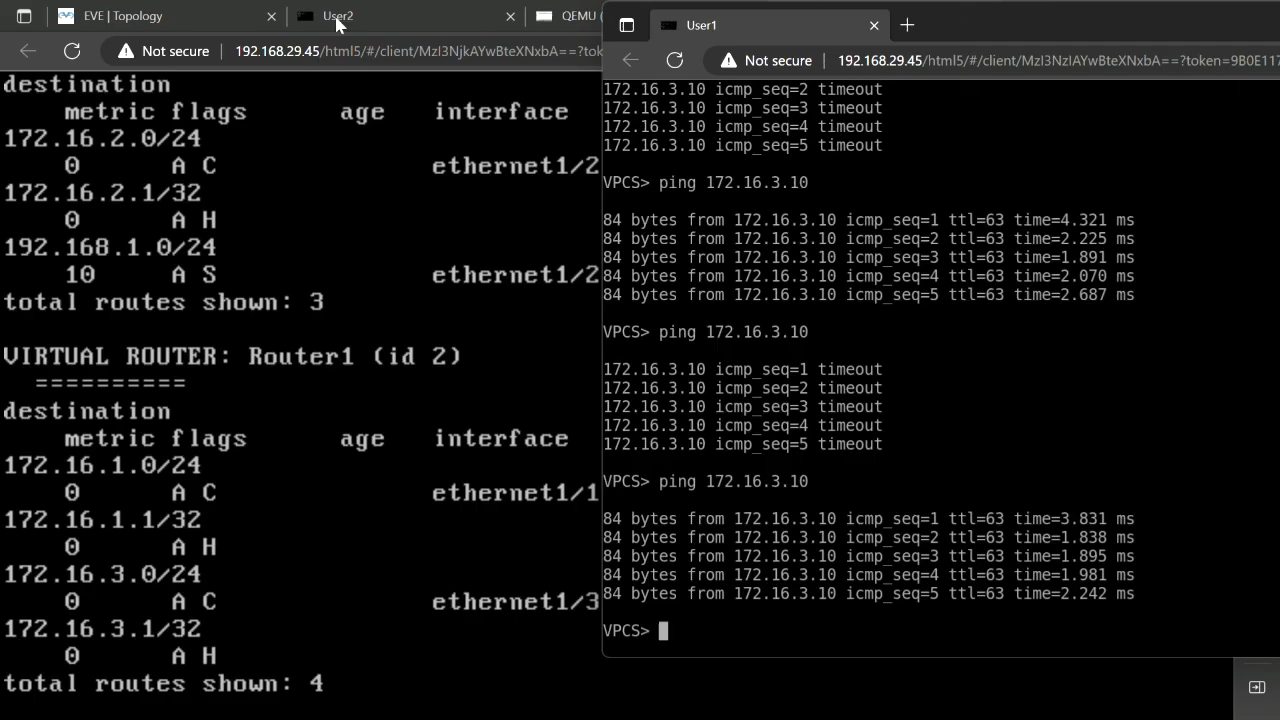 EVE | Topology
User2
QEMU (
Not secure
192.168.29.45/html5/#/client/MzI3NjkAYwBteXNxbA==?tok
destination
metric flags age interface
172.16.2.0/24
0 A C ethernet1/2
172.16.2.1/32
0 A H
192.168.1.0/24
10 A S ethernet1/2
total routes shown: 3
VIRTUAL ROUTER: Router1 (id 2)
==========
destination
metric flags age interface
172.16.1.0/24
0 A C ethernet1/1
172.16.1.1/32
0 A H
172.16.3.0/24
0 A C ethernet1/3
172.16.3.1/32
0 A H
total routes shown: 4
User1
Not secure
192.168.29.45/html5/#/client/MzI3NzIAYwBteXNxbA==?token=9B0E117
172.16.3.10 icmp_seq=2 timeout
172.16.3.10 icmp_seq=3 timeout
172.16.3.10 icmp_seq=4 timeout
172.16.3.10 icmp_seq=5 timeout
VPCS> ping 172.16.3.10
84 bytes from 172.16.3.10 icmp_seq=1 ttl=63 time=4.321 ms
84 bytes from 172.16.3.10 icmp_seq=2 ttl=63 time=2.225 ms
84 bytes from 172.16.3.10 icmp_seq=3 ttl=63 time=1.891 ms
84 bytes from 172.16.3.10 icmp_seq=4 ttl=63 time=2.070 ms
84 bytes from 172.16.3.10 icmp_seq=5 ttl=63 time=2.687 ms
VPCS> ping 172.16.3.10
172.16.3.10 icmp_seq=1 timeout
172.16.3.10 icmp_seq=2 timeout
172.16.3.10 icmp_seq=3 timeout
172.16.3.10 icmp_seq=4 timeout
172.16.3.10 icmp_seq=5 timeout
VPCS> ping 172.16.3.10
84 bytes from 172.16.3.10 icmp_seq=1 ttl=63 time=3.831 ms
84 bytes from 172.16.3.10 icmp_seq=2 ttl=63 time=1.838 ms
84 bytes from 172.16.3.10 icmp_seq=3 ttl=63 time=1.895 ms
84 bytes from 172.16.3.10 icmp_seq=4 ttl=63 time=1.981 ms
84 bytes from 172.16.3.10 icmp_seq=5 ttl=63 time=2.242 ms
VPCS>